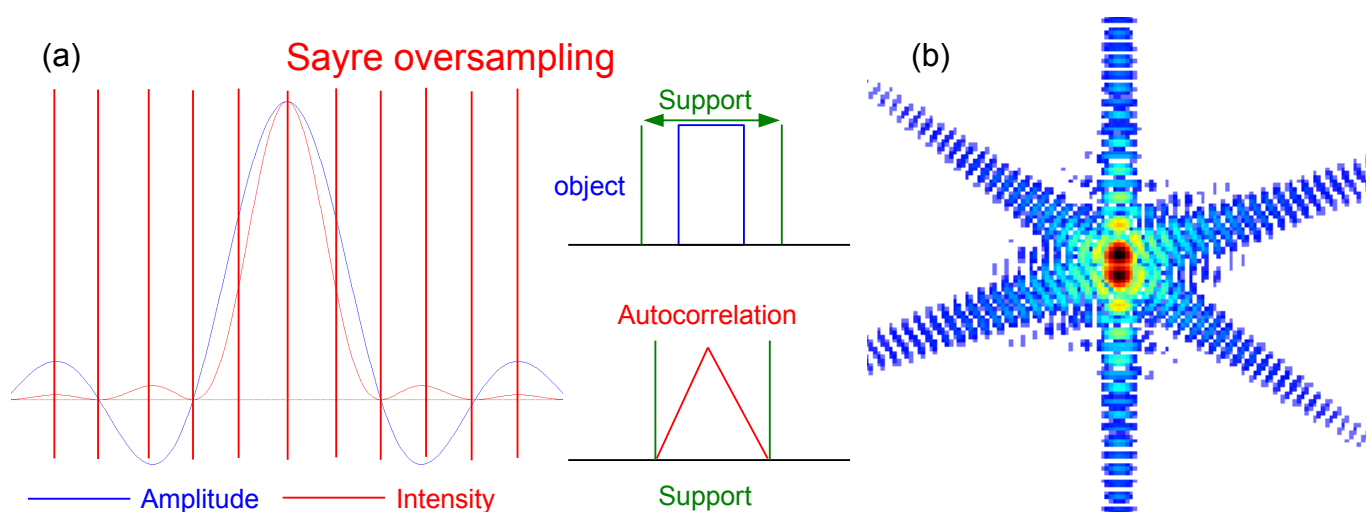 (a)
Sayre oversampling
Support
object
Autocorrelation
Support
Amplitude
Intensity
(b)